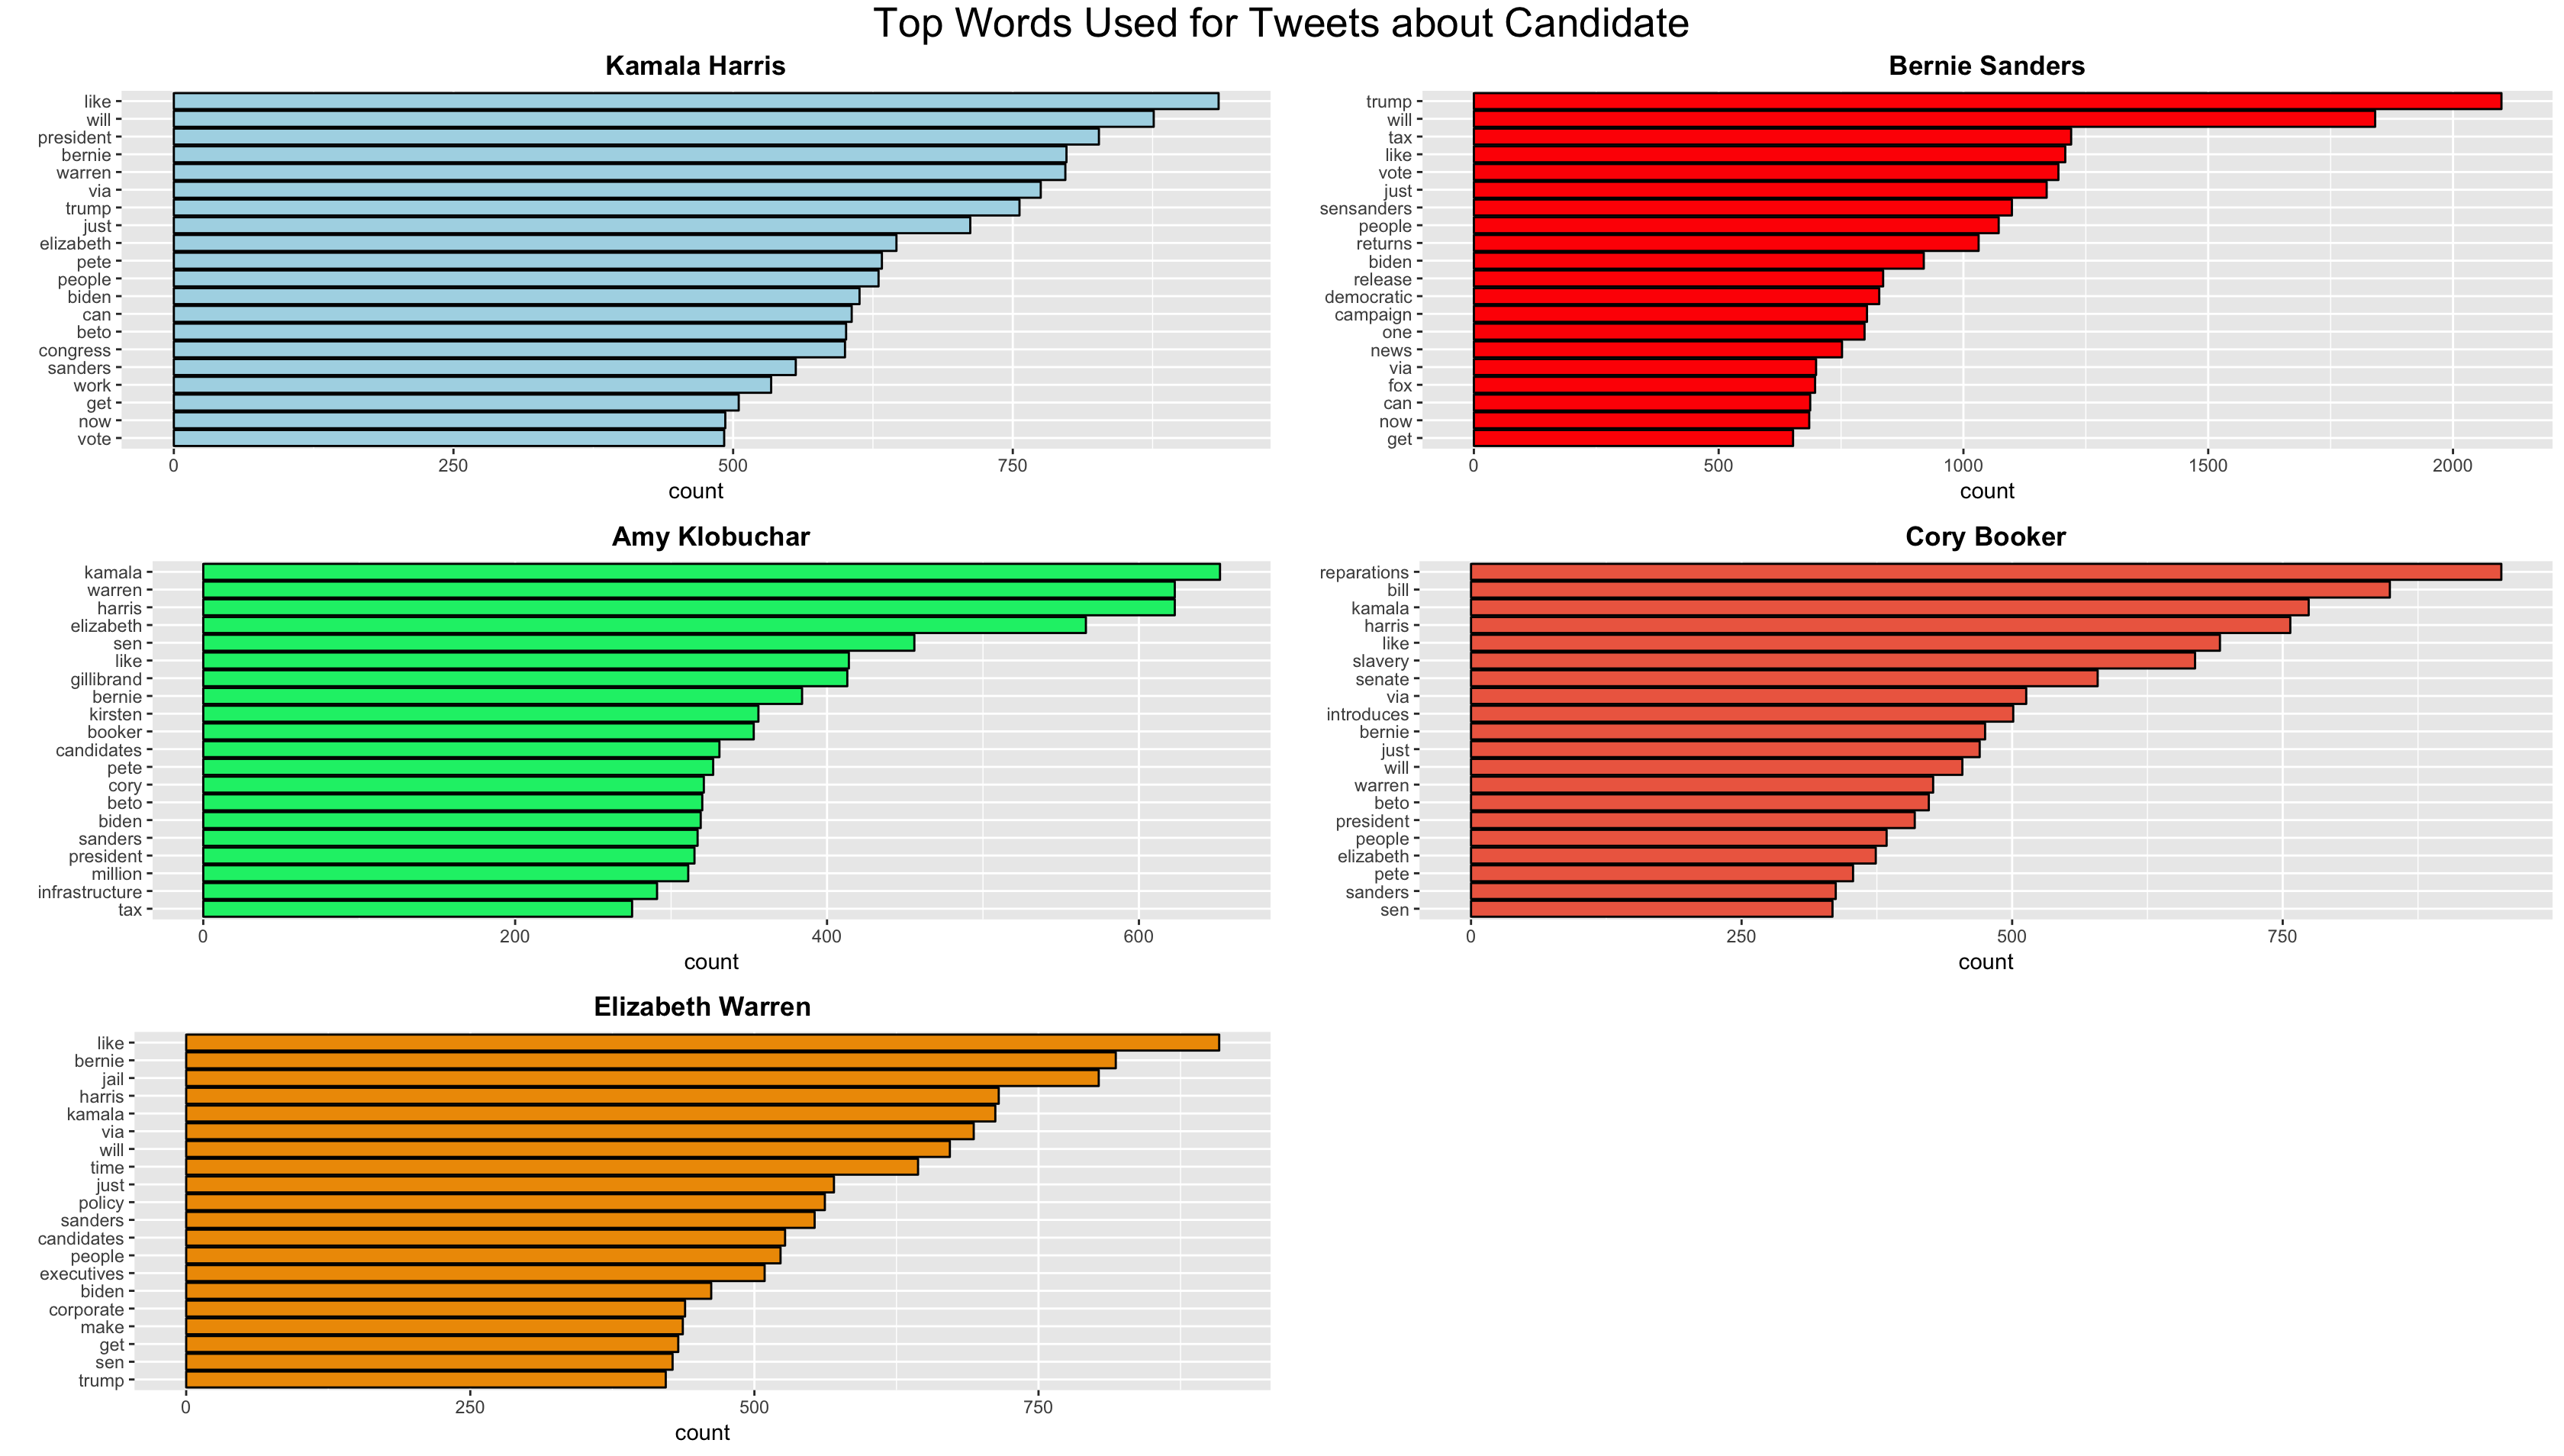 Top Words Used for Tweets about Candidate
Kamala Harris
like
will
president
bernie
warren
via
trump
just
elizabeth
pete
people
biden
can
beto
congress
sanders
work
get
now
vote
0 250 500 750
count
Bernie Sanders
trump
will
tax
like
vote
just
sensanders
people
returns
biden
release
democratic
campaign
one
news
via
fox
can
now
get
0 500 1000 1500 2000
count
Amy Klobuchar
kamala
warren
harris
elizabeth
sen
like
gillibrand
bernie
kirsten
booker
candidates
pete
cory
beto
biden
sanders
president
million
infrastructure
tax
0 200 400 600
count
Cory Booker
reparations
bill
kamala
harris
like
slavery
senate
via
introduces
bernie
just
will
warren
beto
president
people
elizabeth
pete
sanders
sen
0 250 500 750
count
Elizabeth Warren
like
bernie
jail
harris
kamala
via
will
time
just
policy
sanders
candidates
people
executives
biden
corporate
make
get
sen
trump
0 250 500 750
count